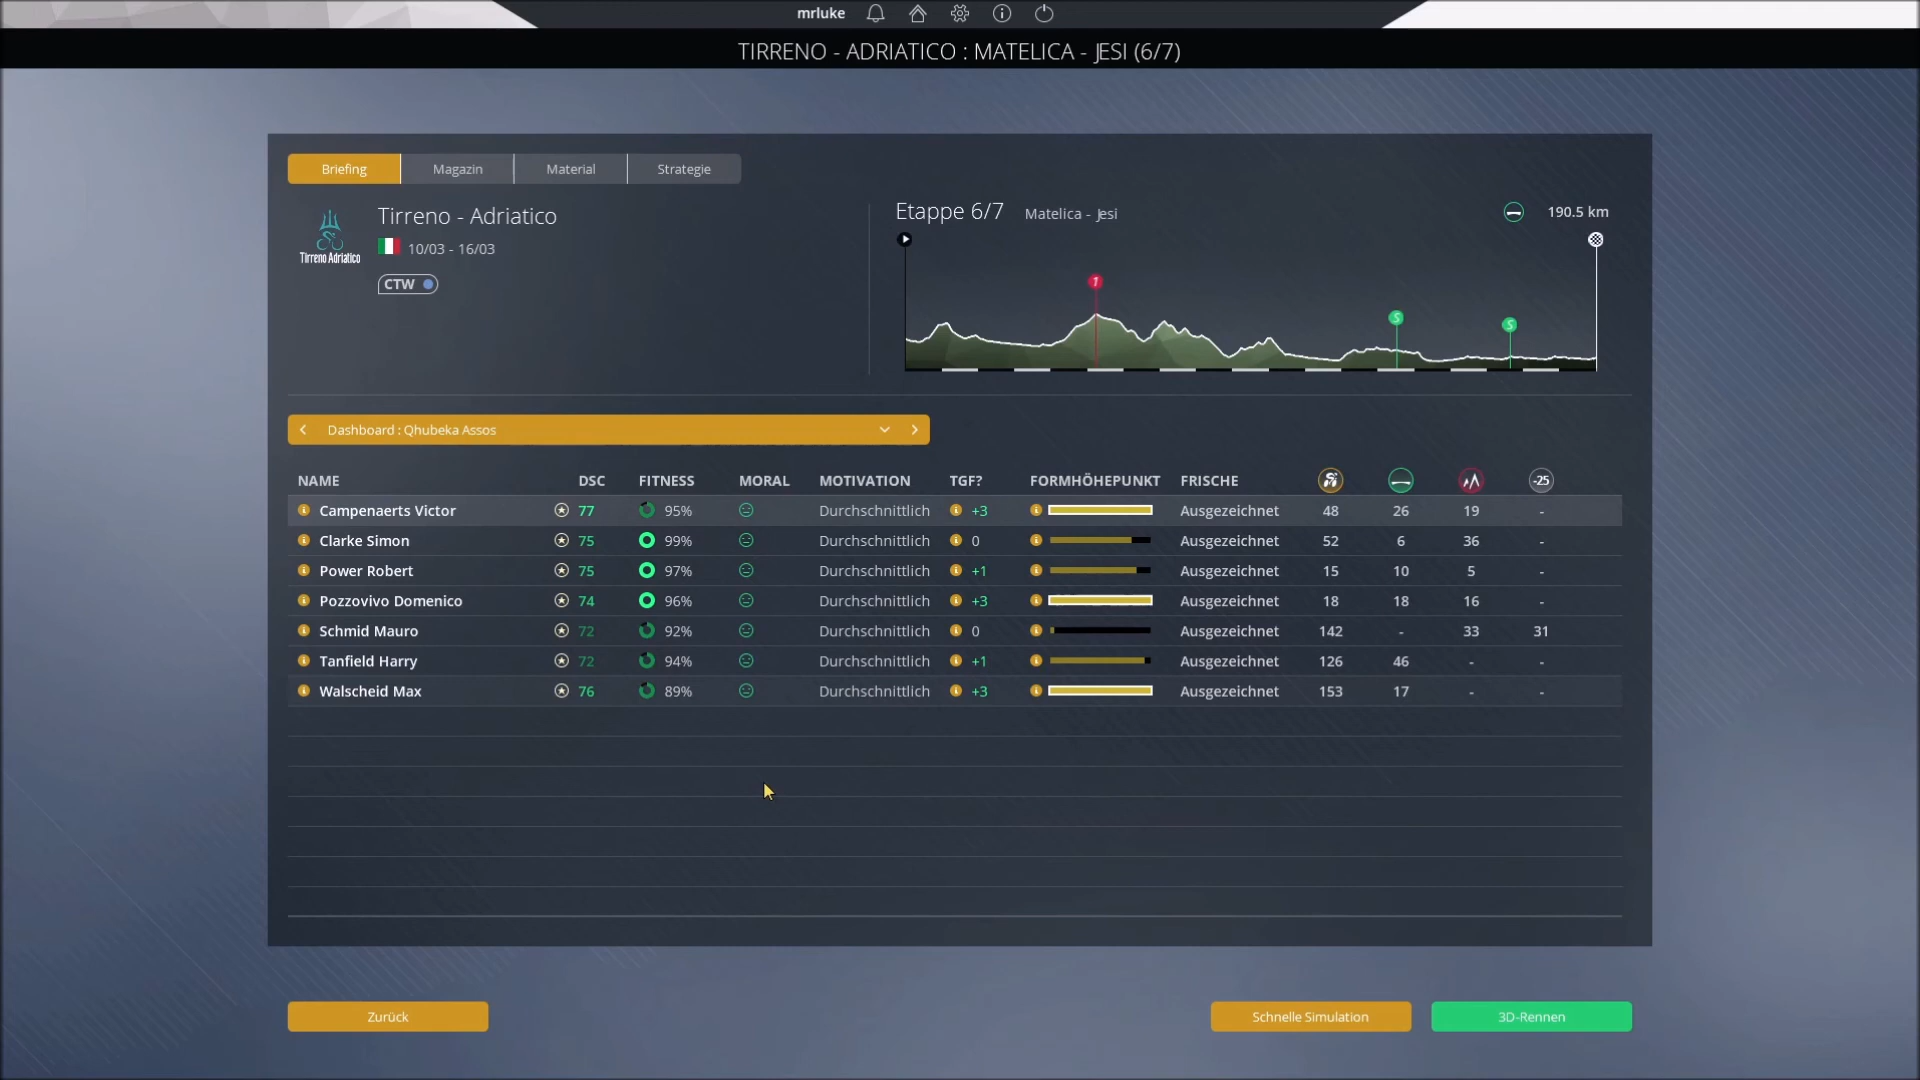 mrluke
TIRRENO - ADRIATICO : MATELICA - JESI (6/7)
Briefing Magazin Material Strategie
Tirreno - Adriatico
10/03 - 16/03
CTW
Tirreno Adriatico
Etappe 6/7 Matelica - Jesi 190.5 km
1
S S
Dashboard : Qhubeka Assos
NAME DSC FITNESS MORAL MOTIVATION TGF? FORMHÖHEPUNKT FRISCHE -25
Campenaerts Victor 77 95% Durchschnittlich +3 Ausgezeichnet 48 26 19 -
Clarke Simon 75 99% Durchschnittlich 0 Ausgezeichnet 52 6 36 -
Power Robert 75 97% Durchschnittlich +1 Ausgezeichnet 15 10 5 -
Pozzovivo Domenico 74 96% Durchschnittlich +3 Ausgezeichnet 18 18 16 -
Schmid Mauro 72 92% Durchschnittlich 0 Ausgezeichnet 142 - 33 31
Tanfield Harry 72 94% Durchschnittlich +1 Ausgezeichnet 126 46 - -
Walscheid Max 76 89% Durchschnittlich +3 Ausgezeichnet 153 17 - -
Zurück Schnelle Simulation 3D-Rennen